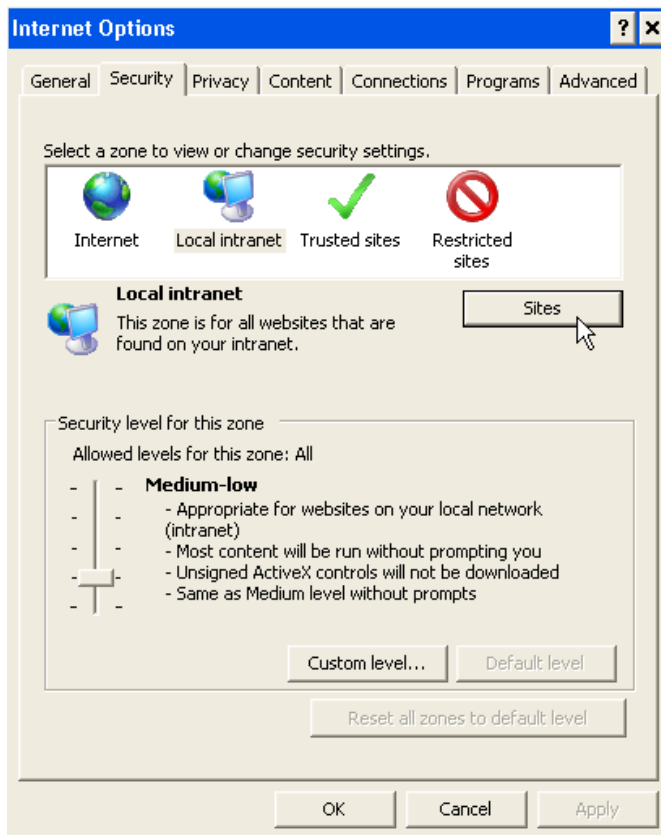 Internet Options
General Security Privacy Content Connections Programs Advanced
Select a zone to view or change security settings.
Internet Local intranet Trusted sites Restricted
sites
Local intranet
Sites
This zone is for all websites that are
found on your intranet.
Security level for this zone
Allowed levels for this zone: All
Medium-low
- Appropriate for websites on your local network
(intranet)
- Most content will be run without prompting you
- Unsigned ActiveX controls will not be downloaded
- Same as Medium level without prompts
Custom level... Default level
Reset all zones to default level
OK Cancel Apply